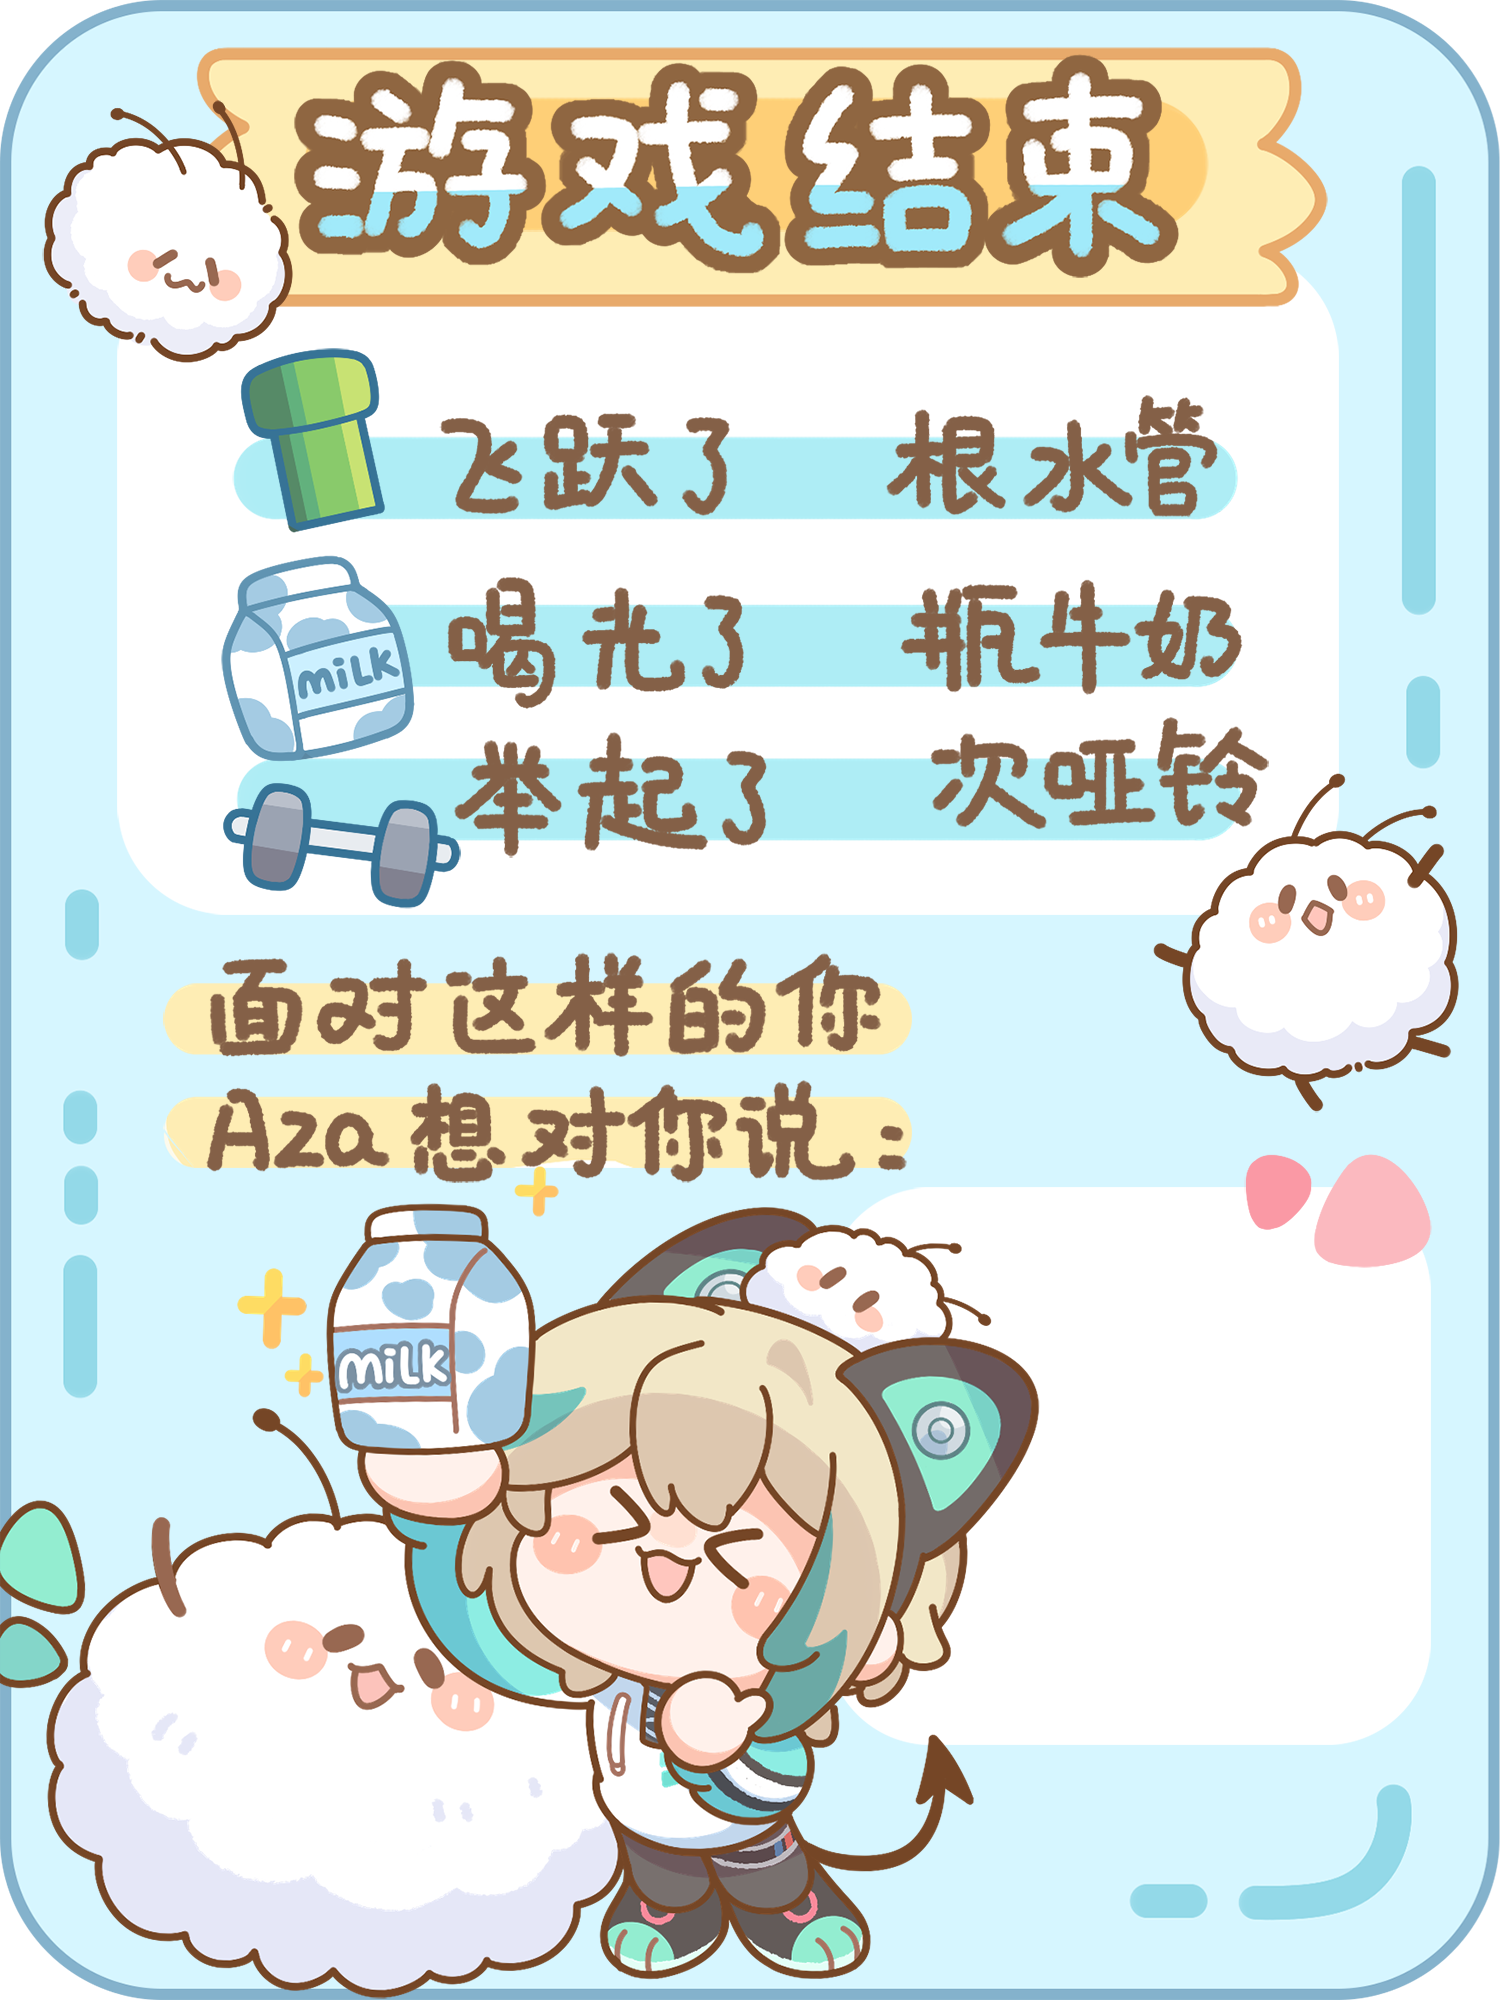 游戏结束
飞跃了 根水管
喝光了 瓶牛奶
milk
举起了 次哑铃
面对这样的你
Aza想对你说：
milk